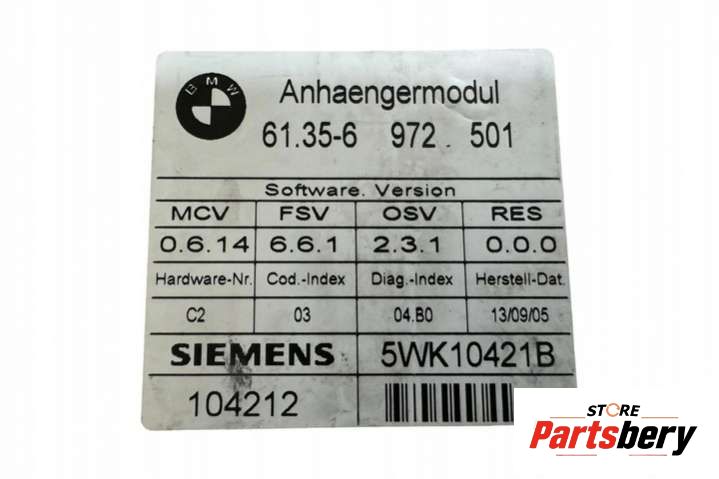 BMW
Anhaengermodul
61.35-6 972.501
Software. Version
MCV FSV OSV RES
0.6.14 6.6.1 2.3.1 0.0.0
Hardware-Nr. Cod.-Index Diag.-Index Herstell-Dat.
C2 03 04.B0 13/09/05
SIEMENS 5WK10421B
104212
STORE
Partsbery